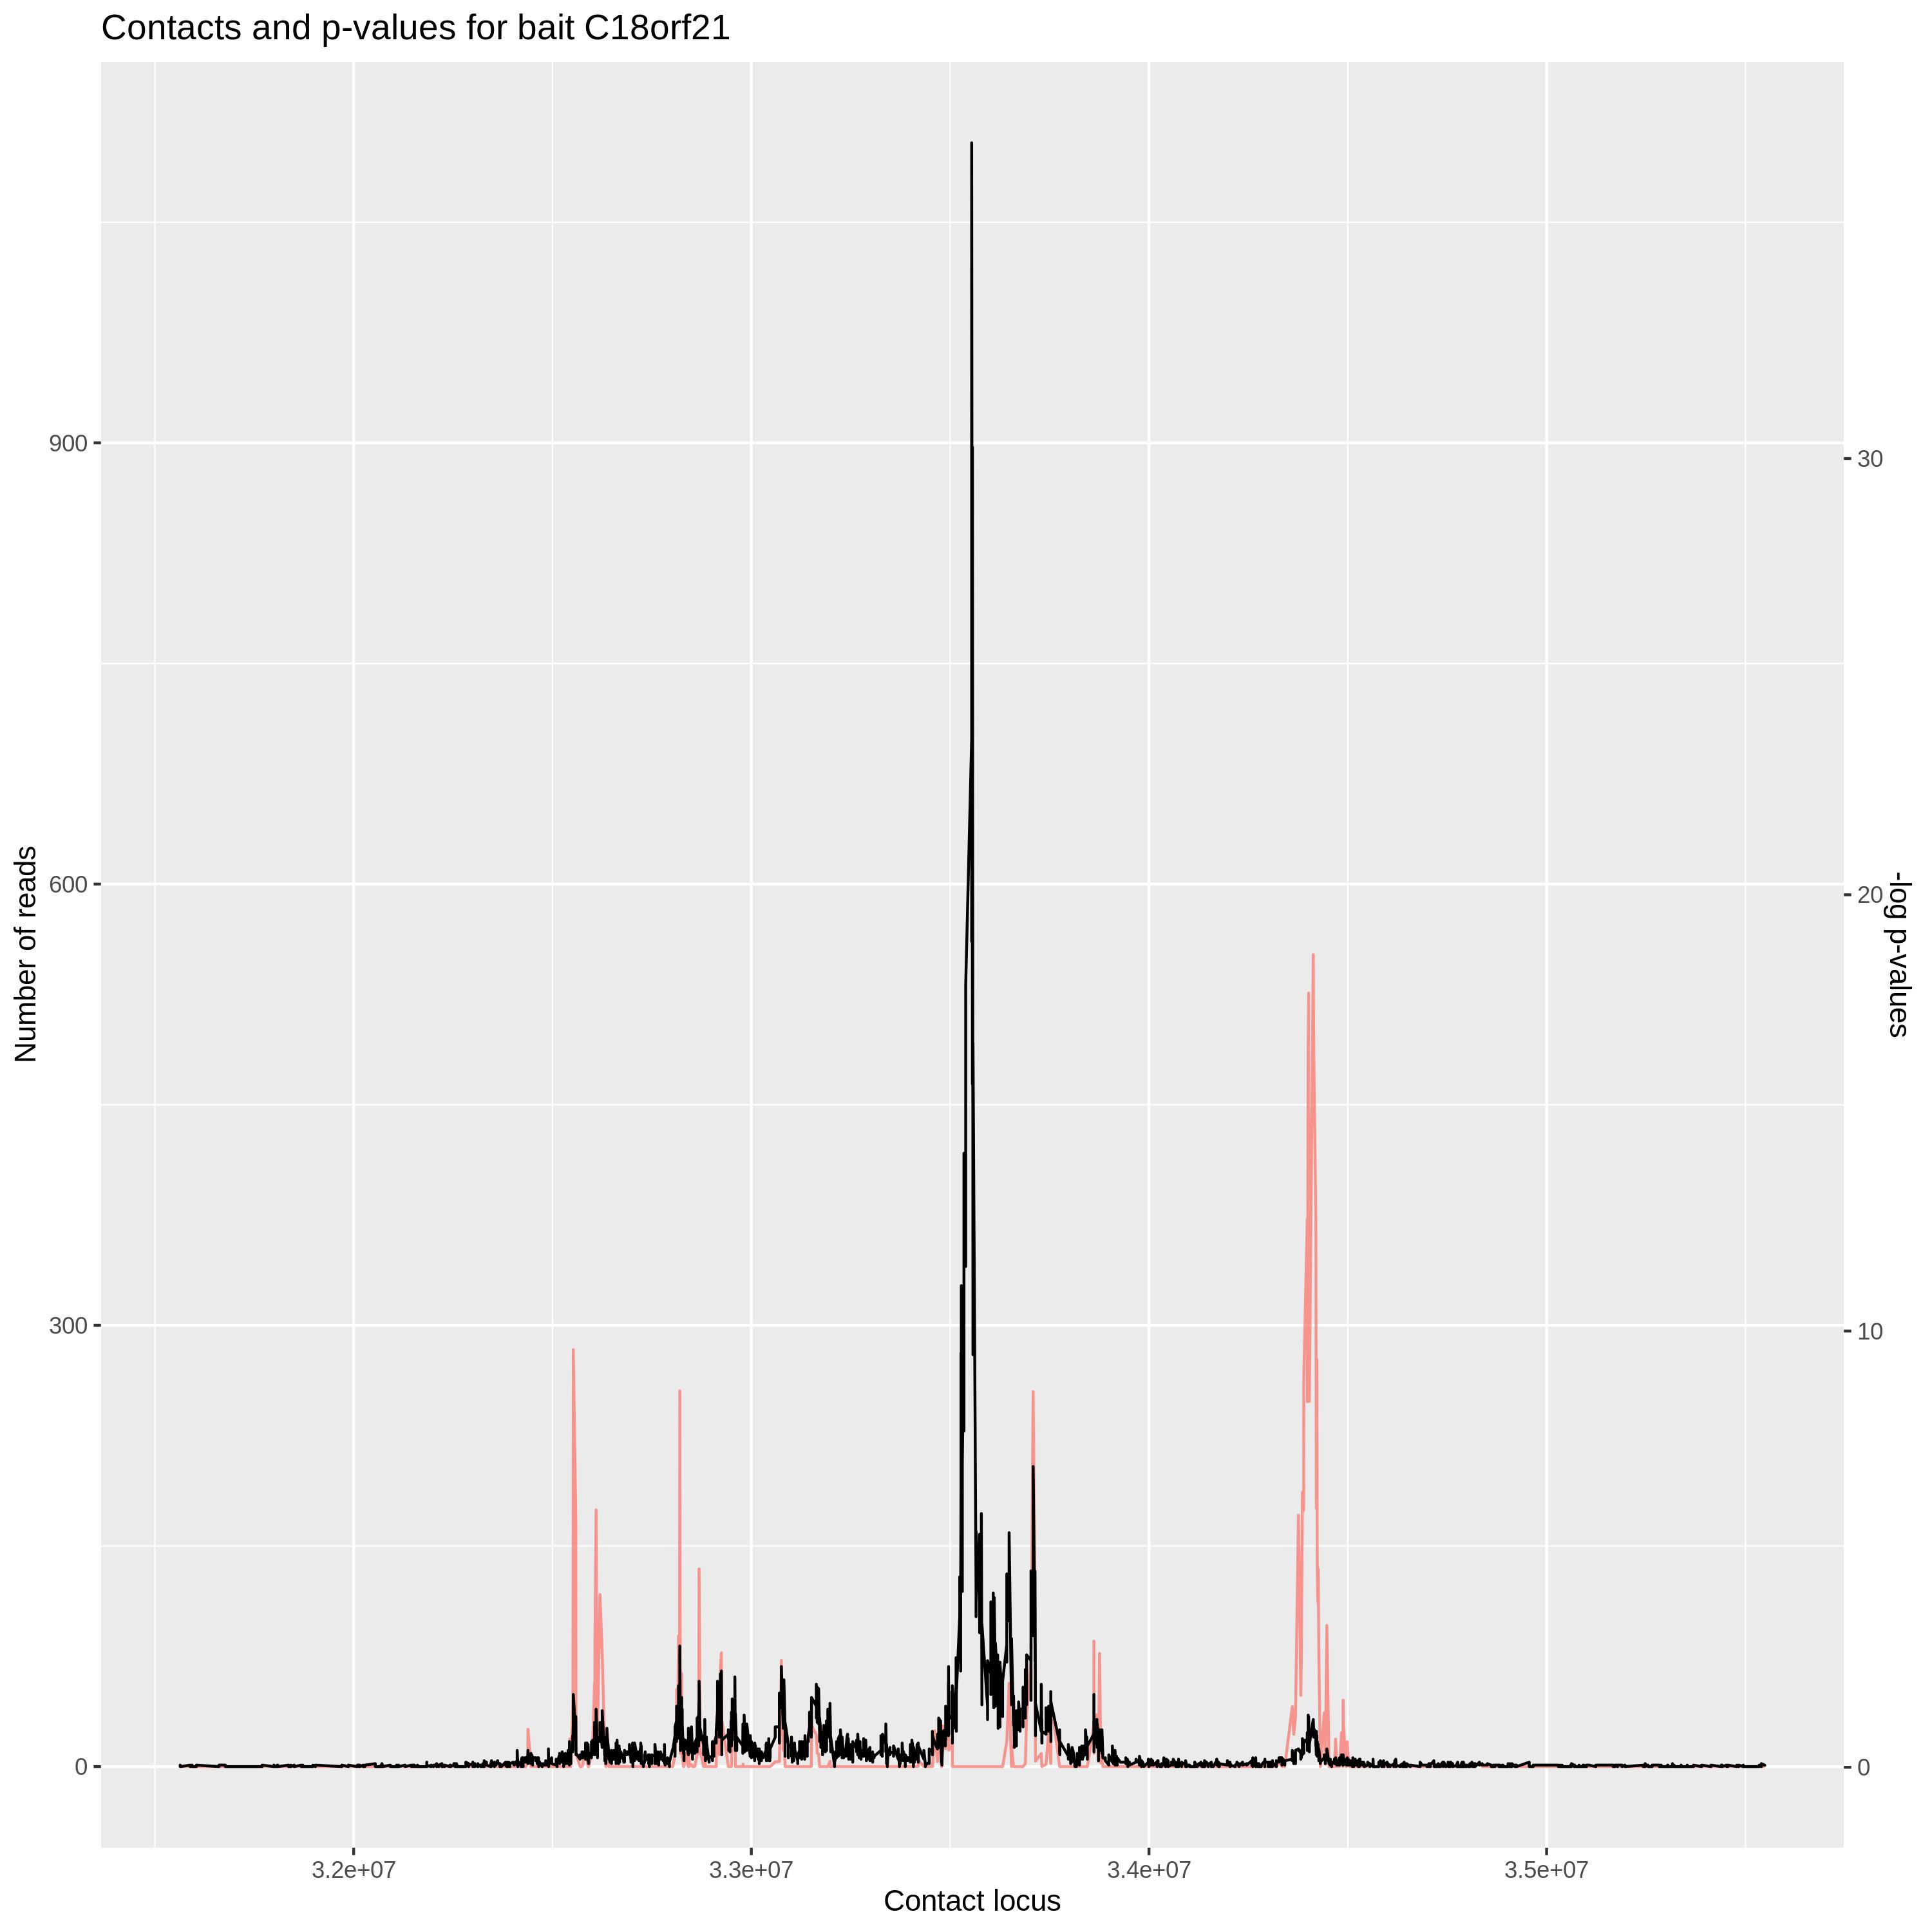 Contacts and p-values for bait C18orf21
900
600
300
0
30
20
10
0
Number of reads
-log p-values
3.2e+07
3.3e+07
3.4e+07
3.5e+07
Contact locus